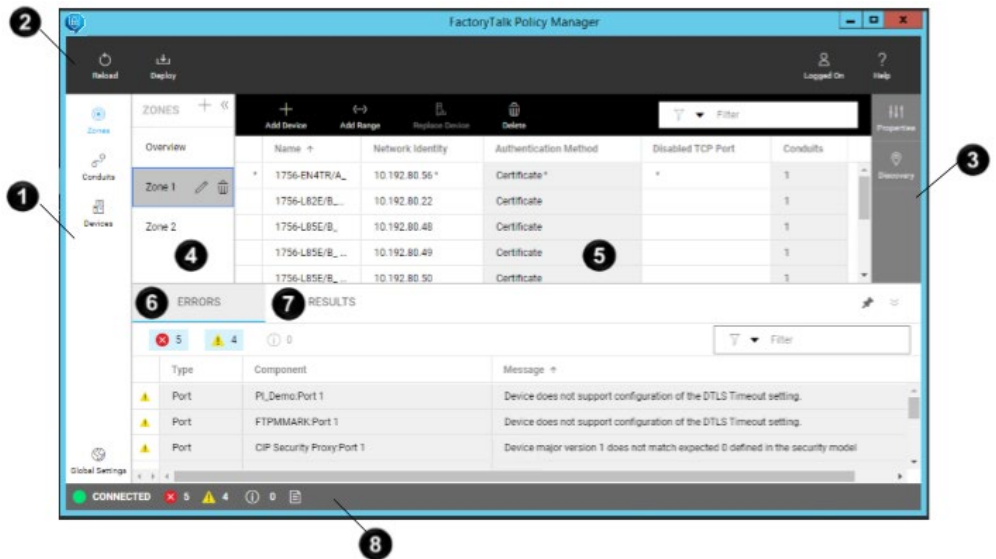 2
FactoryTalk Policy Manager
Reload
Deploy
Logged On
?
Help
Zones
Conduits
Devices
Global Settings
1
ZONES + «
Overview
Zone 1
Zone 2
4
Add Device
Add Range
Replace Device
Delete
Filter
Properties
Discovery
3
Name ↑ Network Identity Authentication Method Disabled TCP Port Conduits
* 1756-EN4TR/A_ 10.192.80.56* Certificate* * 1
1756-L82E/B_... 10.192.80.22 Certificate 1
1756-L85E/B_ 10.192.80.48 Certificate 1
1756-L85E/B_ ... 10.192.80.49 Certificate 1
1756-L85E/B_ ... 10.192.80.50 Certificate 1
5
6 ERRORS
7 RESULTS
5 4 0
Filter
Type Component Message ↑
Port PI_Demo:Port 1 Device does not support configuration of the DTLS Timeout setting.
Port FTPMMARK:Port 1 Device does not support configuration of the DTLS Timeout setting.
Port CIP Security Proxy:Port 1 Device major version 1 does not match expected 0 defined in the security model
CONNECTED 5 4 0
8